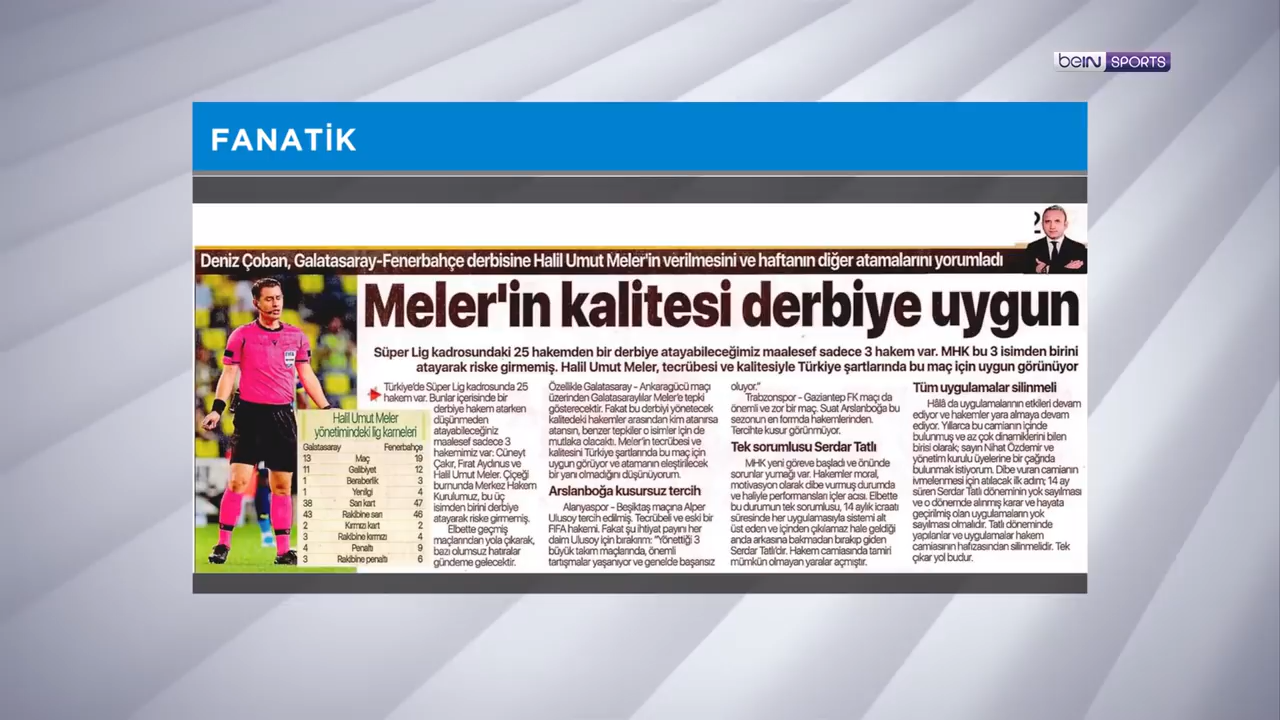 beIN SPORTS
FANATİK
Deniz Çoban, Galatasaray-Fenerbahçe derbisine Halil Umut Meler'in verilmesini ve haftanın diğer atamalarını yorumladı
Meler'in kalitesi derbiye uygun
Süper Lig kadrosundaki 25 hakemden bir derbiye atayabileceğimiz maalesef sadece 3 hakem var. MHK bu 3 isimden birini
atayarak riske girmemiş. Halil Umut Meler, tecrübesi ve kalitesiyle Türkiye şartlarında bu maç için uygun görünüyor
Türkiye'de Süper Lig kadrosunda 25
hakem var. Bunlar içerisinde bir
derbiye hakem atarken
düşünmeden
atayabileceğiniz
maalesef sadece 3
hakemimiz var: Cüneyt
Çakır, Fırat Aydınus ve
Halil Umut Meler. Çiçeği
burnunda Merkez Hakem
Kurulumuz, bu üç
isimden birini derbiye
atayarak riske girmemiş.
Elbette geçmiş
maçlarından yola çıkarak,
bazı olumsuz hatıralar
gündeme gelecektir.
Halil Umut Meler
yönetimindeki lig karneleri
Galatasaray Fenerbahçe
13 Maç 19
11 Galibiyet 12
1 Beraberlik 3
1 Yenilgi 4
38 Sarı kart 47
43 Rakibine sarı 46
2 Kırmızı kart 2
3 Rakibine kırmızı 4
4 Penaltı 9
3 Rakibine penaltı 6
Özellikle Galatasaray - Ankaragücü maçı
üzerinden Galatasaraylılar Meler'e tepki
gösterecektir. Fakat bu derbiyi yönetecek
kalitedeki hakemler arasından kim atanırsa
atansın, benzer tepkiler o isimler için de
mutlaka olacaktı. Meler'in tecrübesi ve
kalitesini Türkiye şartlarında bu maç için
uygun görüyor ve atamanın eleştirilecek
bir yanı olmadığını düşünüyorum.
Arslanboğa kusursuz tercih
Alanyaspor - Beşiktaş maçına Alper
Ulusoy tercih edilmiş. Tecrübeli ve eski bir
FIFA hakemi. Fakat şu ihtiyat payını her
daim Ulusoy için bırakırım: "Yönettiği 3
büyük takım maçlarında, önemli
tartışmalar yaşanıyor ve genelde başarısız
oluyor."
Trabzonspor - Gaziantep FK maçı da
önemli ve zor bir maç. Suat Arslanboğa bu
sezonun en formda hakemlerinden.
Tercihte kusur görünmüyor.
Tek sorumlusu Serdar Tatlı
MHK yeni göreve başladı ve önünde
sorunlar yumağı var. Hakemler moral,
motivasyon olarak dibe vurmuş durumda
ve haliyle performansları içler acısı. Elbette
bu durumun tek sorumlusu, 14 aylık icraatı
süresinde her uygulamasıyla sistemi alt
üst eden ve içinden çıkılamaz hale geldiği
anda arkasına bakmadan bırakıp giden
Serdar Tatlı'dır. Hakem camiasında tamiri
mümkün olmayan yaralar açmıştır.
Tüm uygulamalar silinmeli
Hâlâ da uygulamalarının etkileri devam
ediyor ve hakemler yara almaya devam
ediyor. Yıllarca bu camianın içinde
bulunmuş ve az çok dinamiklerini bilen
birisi olarak; sayın Nihat Özdemir ve
yönetim kurulu üyelerine bir çağrıda
bulunmak istiyorum. Dibe vuran camianın
ivmelenmesi için atılacak ilk adım; 14 ay
süren Serdar Tatlı döneminin yok sayılması
ve o dönemde alınmış karar ve hayata
geçirilmiş olan uygulamaların yok
sayılması olmalıdır. Tatlı döneminde
yapılanlar ve uygulamalar hakem
camiasının hafızasından silinmelidir. Tek
çıkar yol budur.